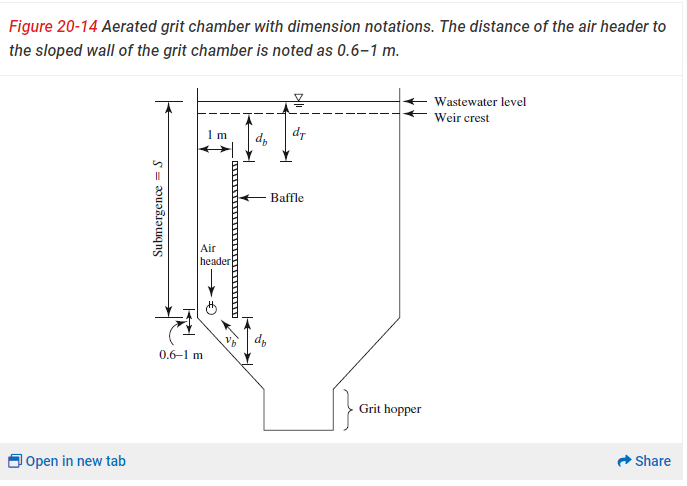 Figure 20-14 Aerated grit chamber with dimension notations. The distance of the air header to
the sloped wall of the grit chamber is noted as 0.6–1 m.
Wastewater level
Weir crest
1 m
d_b
d_T
Submergence = S
Baffle
Air
header
v_b
d_b
0.6–1 m
Grit hopper
Open in new tab
Share